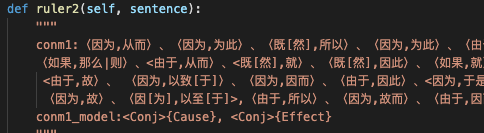 def ruler2(self, sentence):
"""
conm1:〈因为,从而〉、〈因为,为此〉、〈既[然],所以〉、〈因为,为此〉、〈由
〈如果,那么|则〉、<由于,从而〉、<既[然],就〉、〈既[然],因此〉、〈如果,就
<由于,故〉、 〈因为,以致[于]〉、〈因为,因而〉、〈由于,因此〉、<因为,于是
〈因为,故〉、〈因[为],以至[于]>,〈由于,所以〉、〈因为,故而〉、〈由于,因
conm1_model:<Conj>{Cause}, <Conj>{Effect}
"""